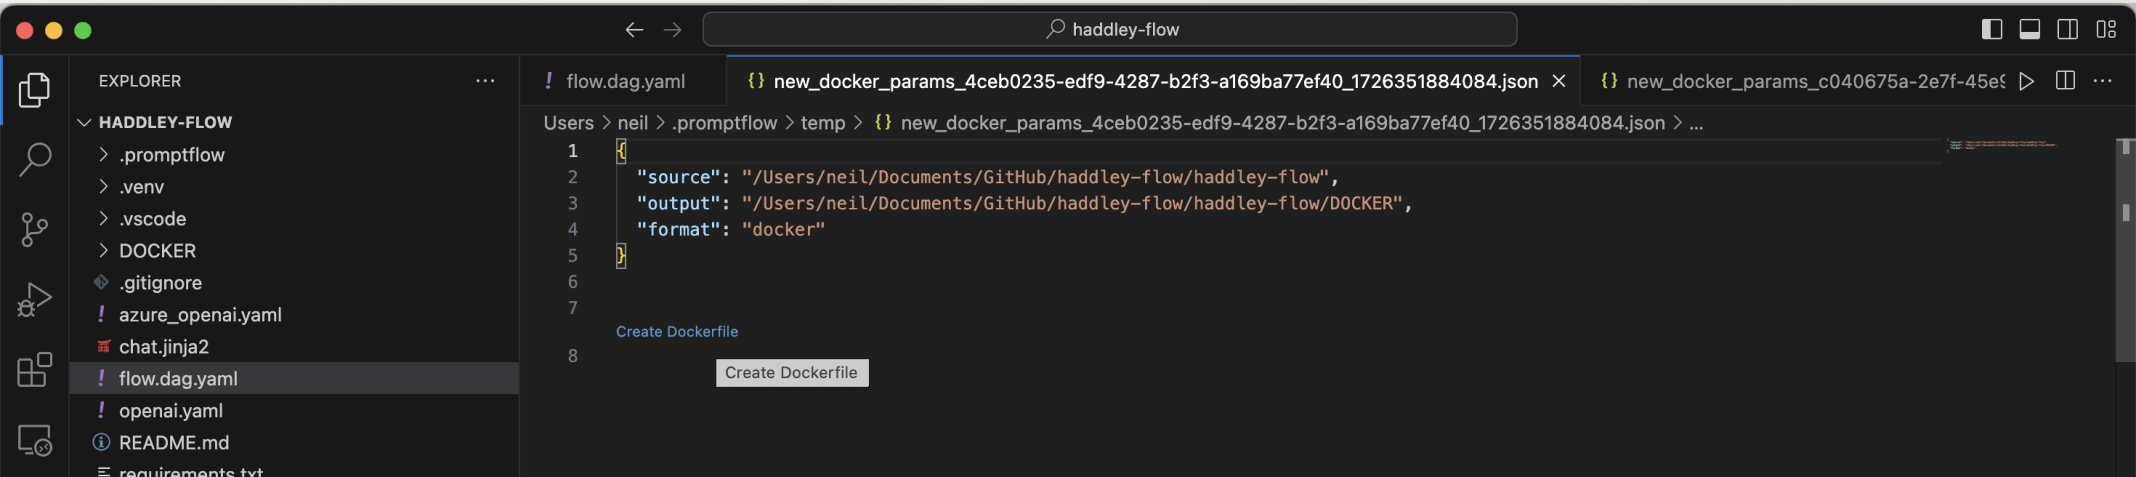 haddley-flow
EXPLORER
HADDLEY-FLOW
.promptflow
.venv
.vscode
DOCKER
.gitignore
azure_openai.yaml
chat.jinja2
flow.dag.yaml
openai.yaml
README.md
requirements.txt
! flow.dag.yaml
{} new_docker_params_4ceb0235-edf9-4287-b2f3-a169ba77ef40_1726351884084.json
{} new_docker_params_c040675a-2e7f-45e9
Users > neil > .promptflow > temp > {} new_docker_params_4ceb0235-edf9-4287-b2f3-a169ba77ef40_1726351884084.json > ...
1 {
2 "source": "/Users/neil/Documents/GitHub/haddley-flow/haddley-flow",
3 "output": "/Users/neil/Documents/GitHub/haddley-flow/haddley-flow/DOCKER",
4 "format": "docker"
5 }
6
7
Create Dockerfile
8
Create Dockerfile